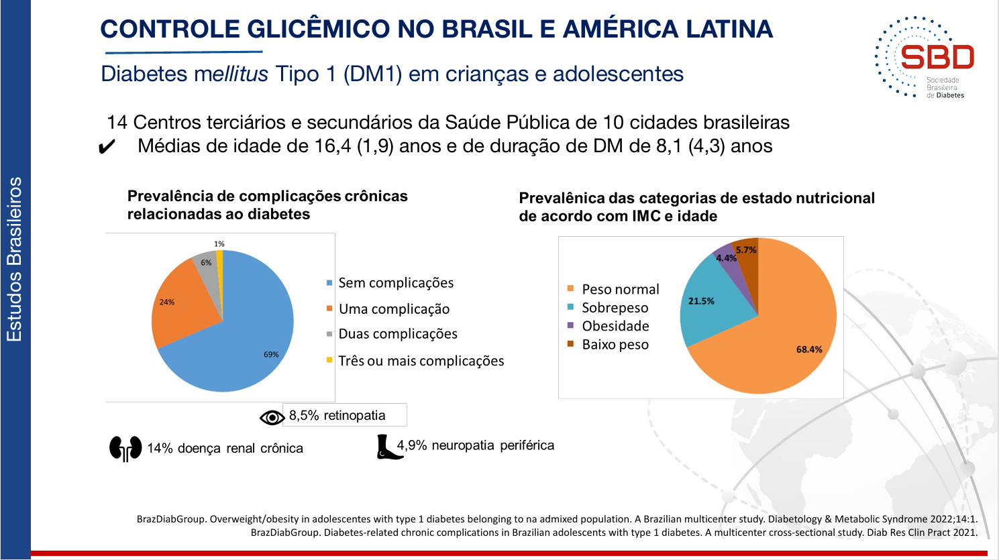 CONTROLE GLICÊMICO NO BRASIL E AMÉRICA LATINA
Diabetes mellitus Tipo 1 (DM1) em crianças e adolescentes
SBD
Sociedade
Brasileira
de Diabetes
14 Centros terciários e secundários da Saúde Pública de 10 cidades brasileiras
✔ Médias de idade de 16,4 (1,9) anos e de duração de DM de 8,1 (4,3) anos
Estudos Brasileiros
Prevalência de complicações crônicas
relacionadas ao diabetes
1%
6%
24%
69%
Sem complicações
Uma complicação
Duas complicações
Três ou mais complicações
8,5% retinopatia
14% doença renal crônica
4,9% neuropatia periférica
Prevalênica das categorias de estado nutricional
de acordo com IMC e idade
Peso normal
Sobrepeso
Obesidade
Baixo peso
5.7%
4.4%
21.5%
68.4%
BrazDiabGroup. Overweight/obesity in adolescentes with type 1 diabetes belonging to na admixed population. A Brazilian multicenter study. Diabetology & Metabolic Syndrome 2022;14:1.
BrazDiabGroup. Diabetes-related chronic complications in Brazilian adolescents with type 1 diabetes. A multicenter cross-sectional study. Diab Res Clin Pract 2021.